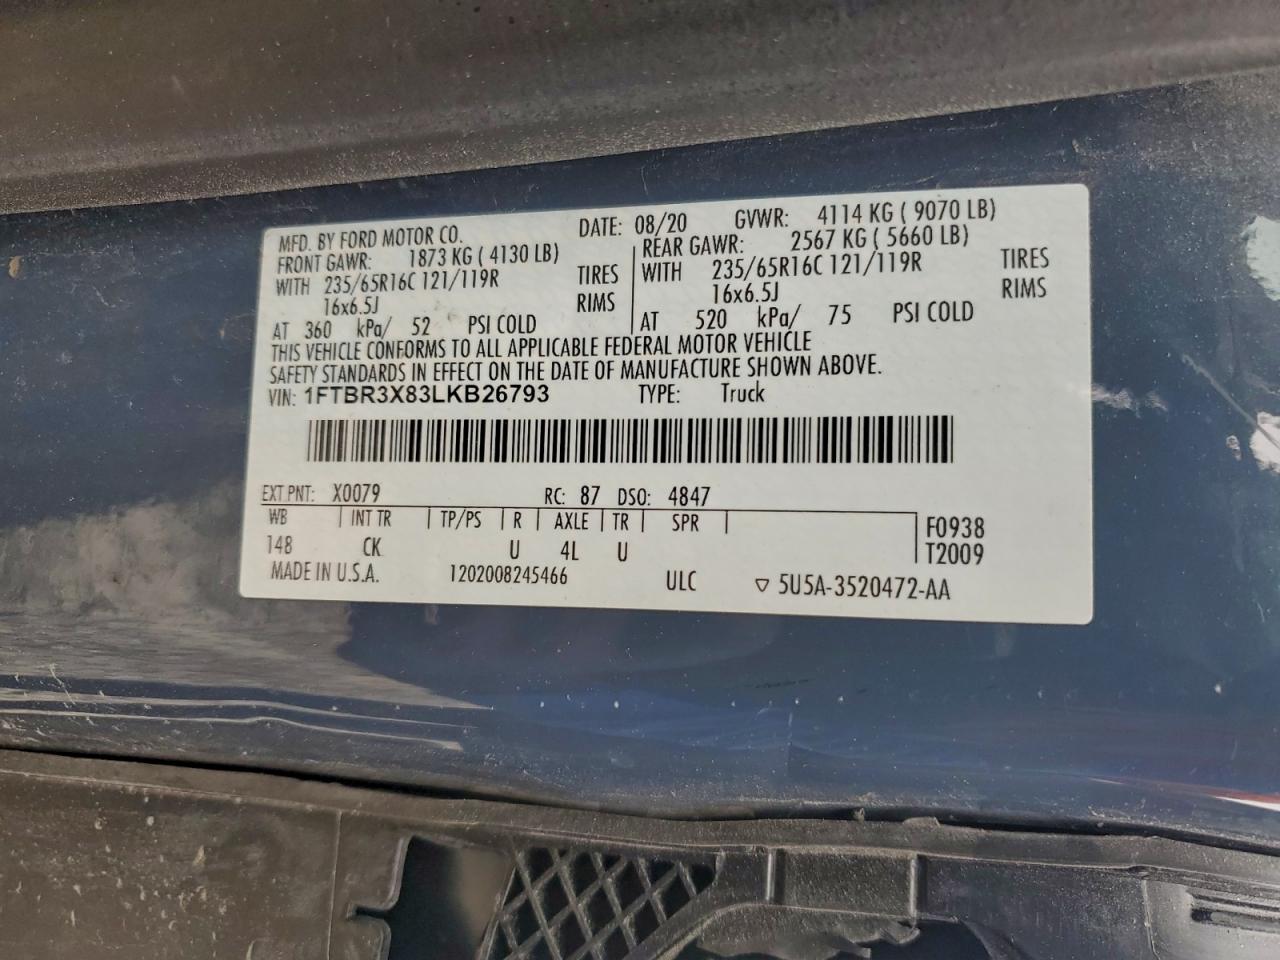 MFD. BY FORD MOTOR CO. DATE: 08/20 GVWR: 4114 KG ( 9070 LB)
FRONT GAWR: 1873 KG ( 4130 LB) REAR GAWR: 2567 KG ( 5660 LB)
WITH 235/65R16C 121/119R TIRES WITH 235/65R16C 121/119R TIRES
16x6.5J RIMS 16x6.5J RIMS
AT 360 kPa/ 52 PSI COLD AT 520 kPa/ 75 PSI COLD
THIS VEHICLE CONFORMS TO ALL APPLICABLE FEDERAL MOTOR VEHICLE
SAFETY STANDARDS IN EFFECT ON THE DATE OF MANUFACTURE SHOWN ABOVE.
VIN: 1FTBR3X83LKB26793 TYPE: Truck
EXT PNT: X0079 RC: 87 DSO: 4847
WB INT TR TP/PS R AXLE TR SPR F0938
148 CK U 4L U T2009
MADE IN U.S.A. 1202008245466 ULC ▽ 5U5A-3520472-AA